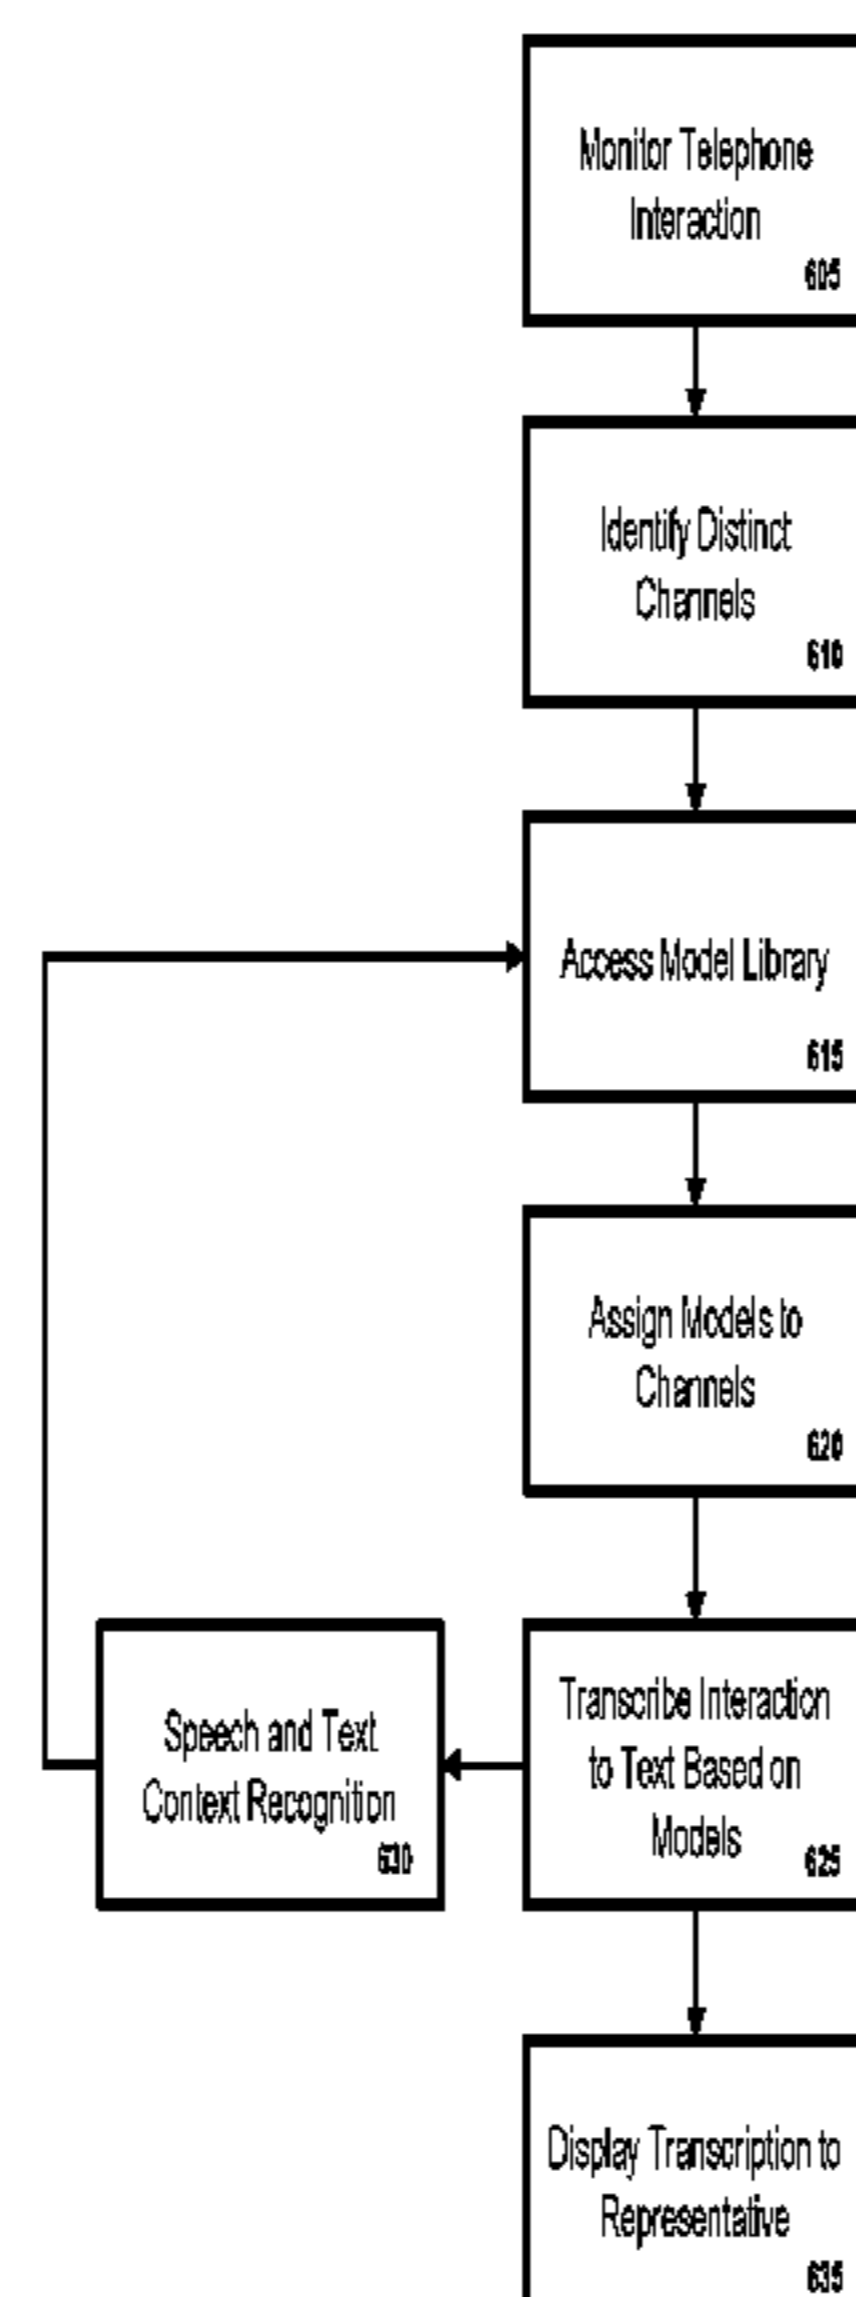 Monitor Telephone
Interaction
605
Identify Distinct
Channels
610
Access Model Library
615
Assign Models to
Channels
620
Transcribe Interaction
to Text Based on
Models
625
Speech and Text
Context Recognition
630
Display Transcription to
Representative
635